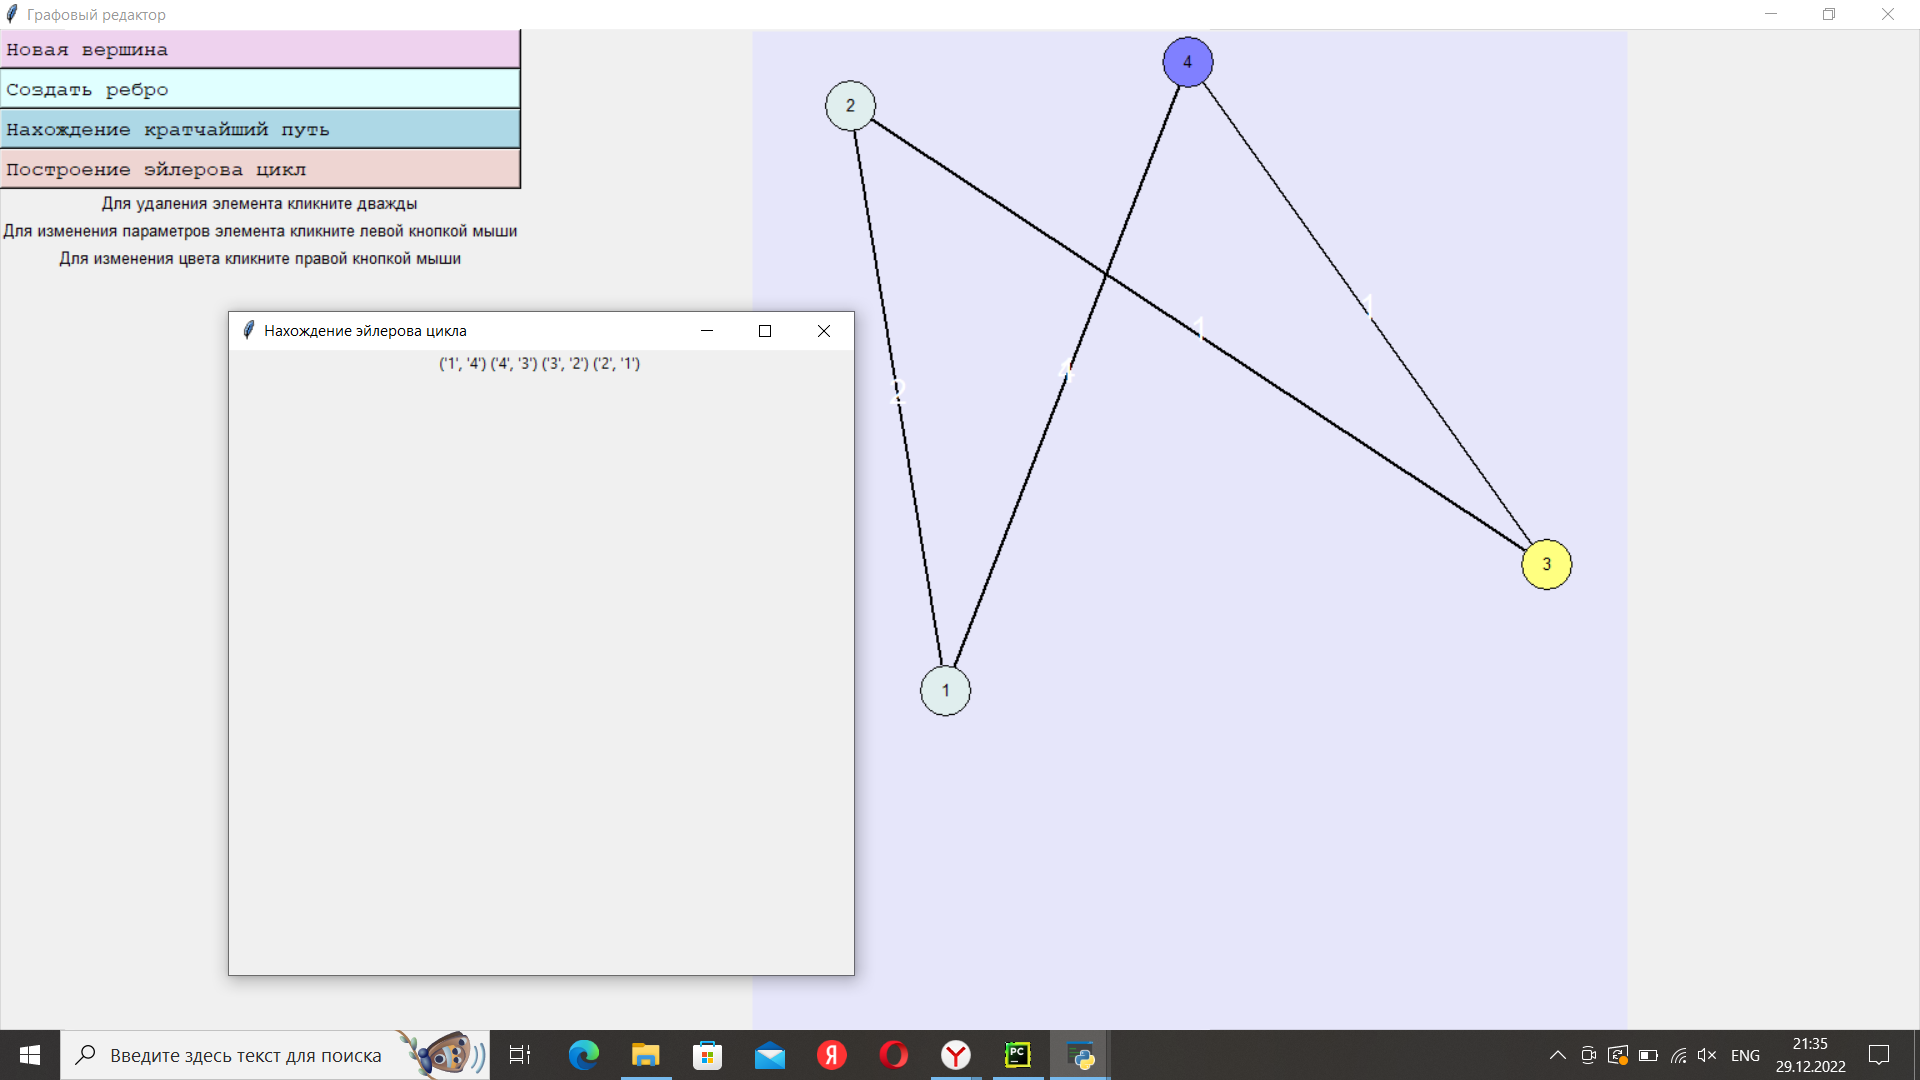 Графовый редактор
Новая вершина
Создать ребро
Нахождение кратчайший путь
Построение эйлерова цикл
Для удаления элемента кликните дважды
Для изменения параметров элемента кликните левой кнопкой мыши
Для изменения цвета кликните правой кнопкой мыши
Нахождение эйлерова цикла
('1', '4') ('4', '3') ('3', '2') ('2', '1')
4
2
1
1
4
2
3
1
Введите здесь текст для поиска
Я
Y
PC
ENG
21:35
29.12.2022